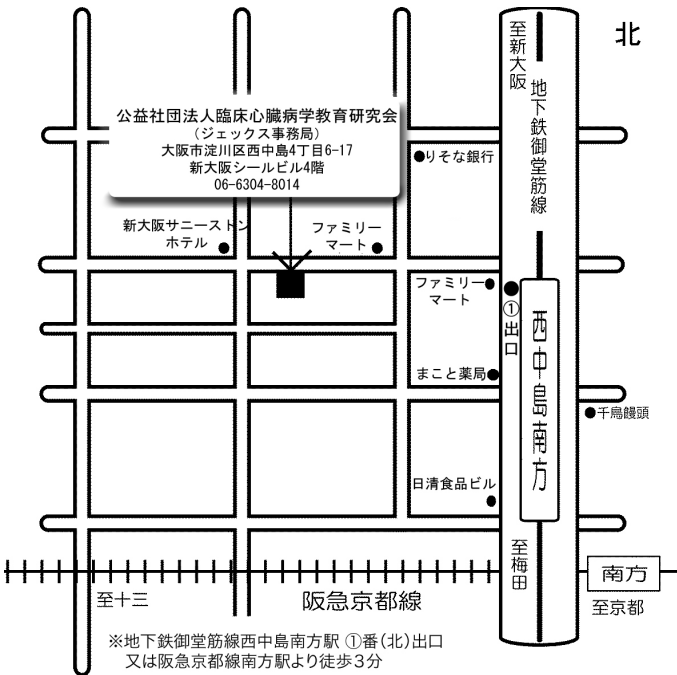 北
至新大阪
地下鉄御堂筋線
公益社団法人臨床心臓病学教育研究会
(ジェックス事務局)
大阪市淀川区西中島4丁目6-17
新大阪シールビル4階
06-6304-8014
●りそな銀行
新大阪サニーストン
ホテル
ファミリー
マート
ファミリー
マート
①出口
西中島南方
まこと薬局
千鳥饅頭
日清食品ビル
至梅田
南方
至十三
阪急京都線
至京都
※地下鉄御堂筋線西中島南方駅 ①番(北)出口
又は阪急京都線南方駅より徒歩3分